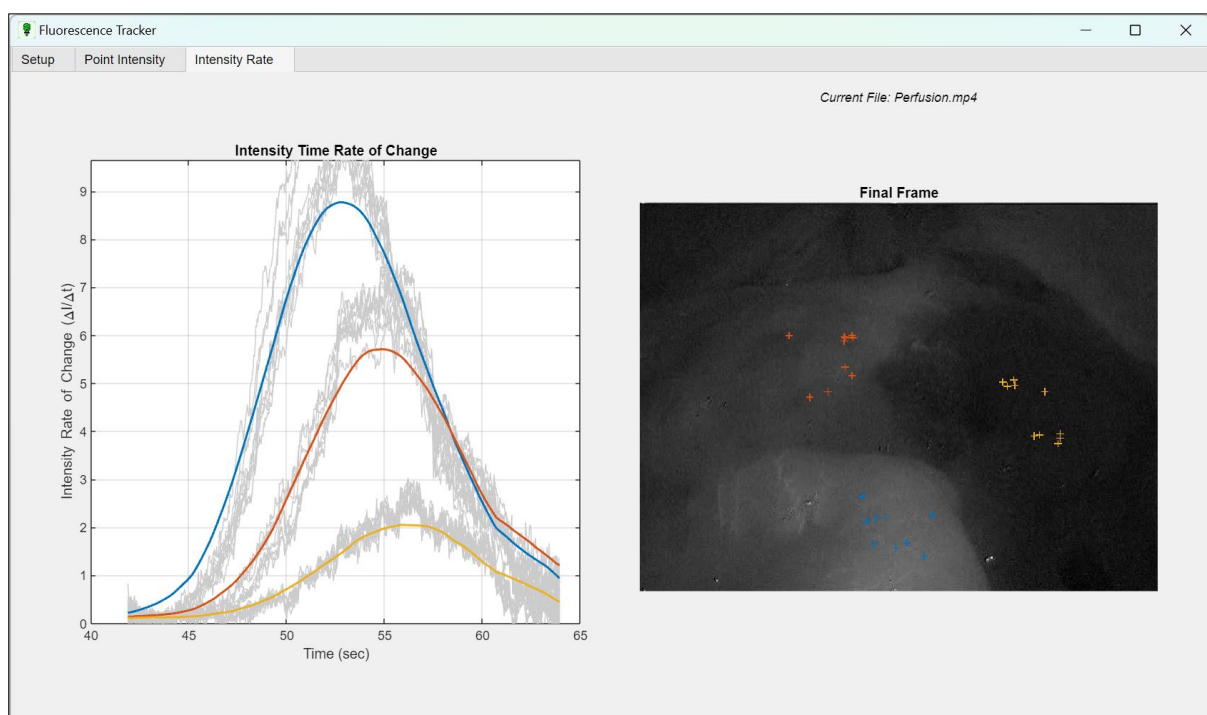 Fluorescence Tracker
Setup Point Intensity Intensity Rate
Current File: Perfusion.mp4
Intensity Time Rate of Change
Intensity Rate of Change (ΔI/Δt)
9
8
7
6
5
4
3
2
1
0
40 45 50 55 60 65
Time (sec)
Final Frame